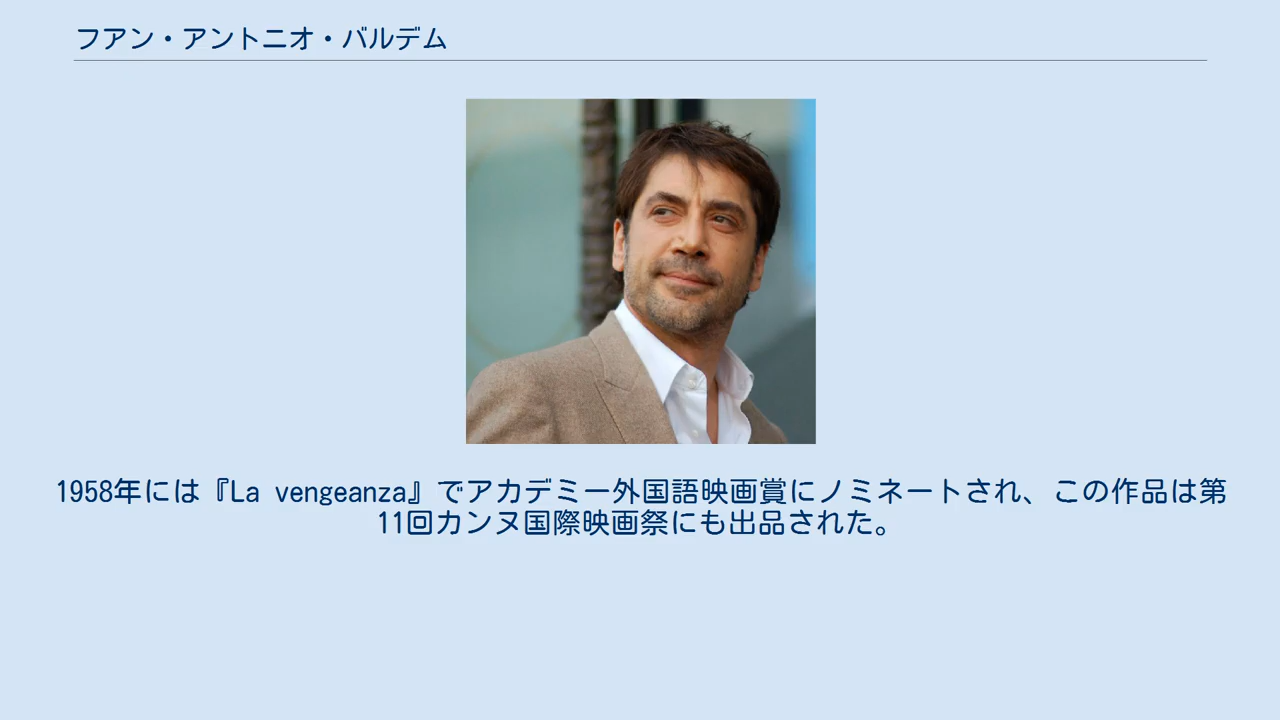 フアン・アントニオ・バルデム
1958年には『La vengeanza』でアカデミー外国語映画賞にノミネートされ、この作品は第
11回カンヌ国際映画祭にも出品された。